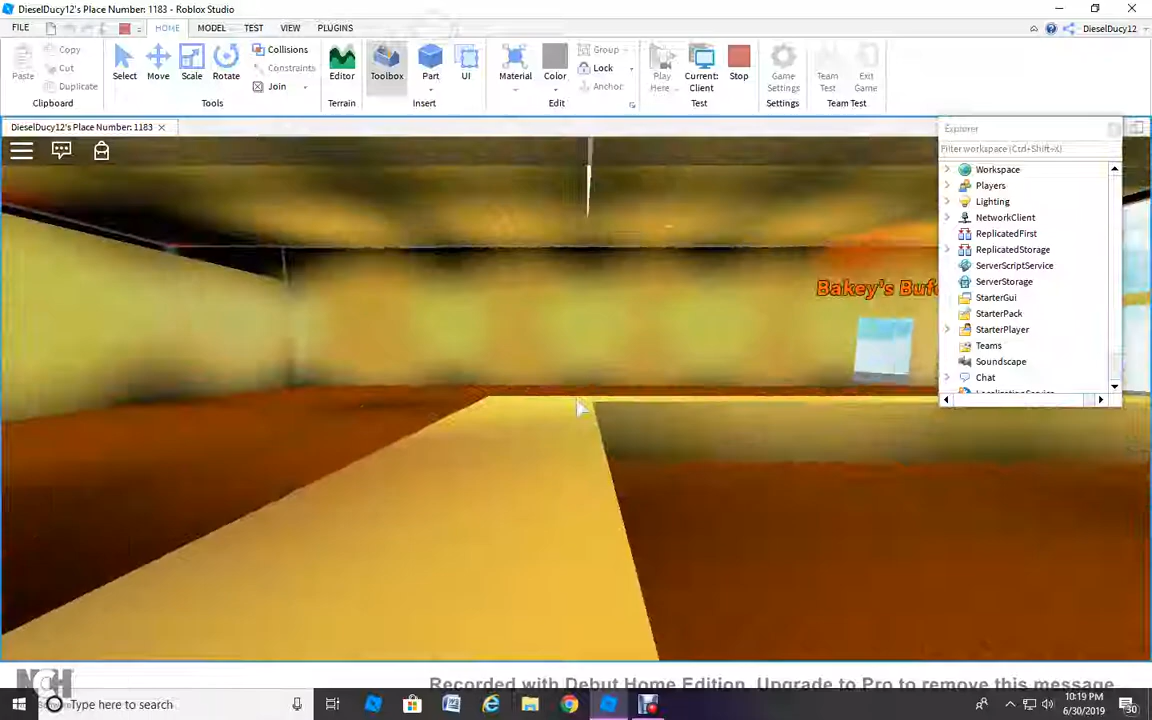 DieselDucy12's Place Number: 1183 - Roblox Studio
FILE HOME MODEL TEST VIEW PLUGINS DieselDucy12
Paste Copy Cut Duplicate Clipboard
Select Move Scale Rotate Collisions Constraints Join Tools
Editor Terrain
Toolbox Part UI Insert
Material Color Group Lock Anchor Edit
Play Here Current: Client Stop Test
Game Settings Settings
Team Test Exit Game Team Test
DieselDucy12's Place Number: 1183
Explorer
Filter workspace (Ctrl+Shift+X)
Workspace
Players
Lighting
NetworkClient
ReplicatedFirst
ReplicatedStorage
ServerScriptService
ServerStorage
StarterGui
StarterPack
StarterPlayer
Teams
Soundscape
Chat
Bakey's
NCH
Recorded with Debut Home Edition. Upgrade to Pro to remove this message
Type here to search
10:19 PM
6/30/2019
30